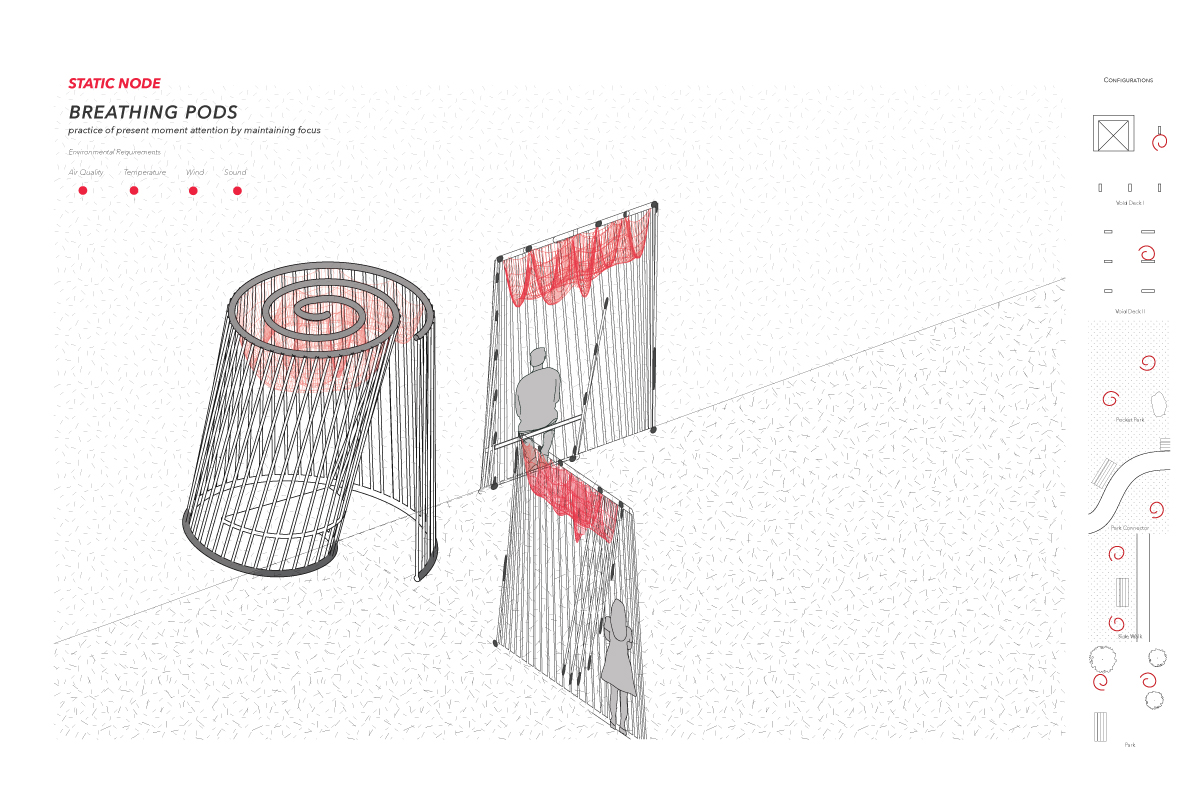 STATIC NODE
BREATHING PODS
practice of present moment attention by maintaining focus
Environmental Requirements
Air Quality Temperature Wind Sound
CONFIGURATIONS
Void Deck I
Void Deck II
Pocket Park
Park Connector
Side Walk
Park